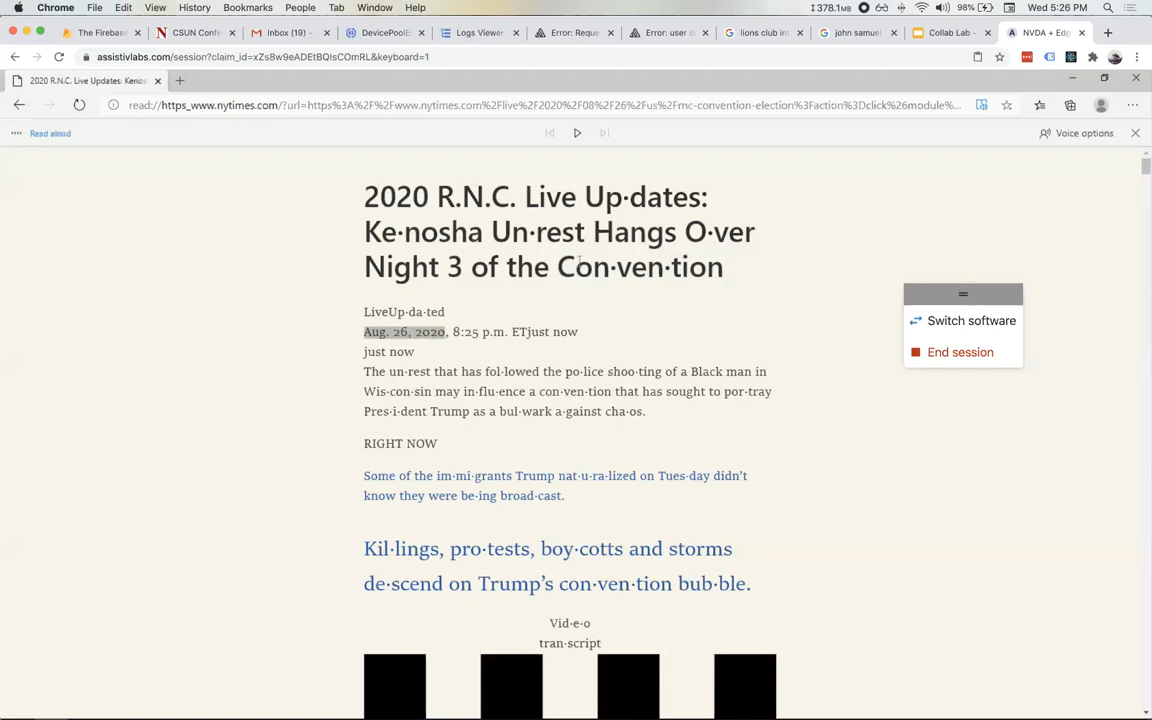 Chrome File Edit View History Bookmarks People Tab Window Help 378.1MB 98% Wed 5:26 PM
The Firebase CSUN Confe Inbox (19) - DevicePoolE Logs Viewer Error: Reque Error: user d lions club int john samuel Collab Lab - NVDA + Edg
assistivlabs.com/session?claim_id=xZs8w9eADEtBQIsCOmRL&keyboard=1
2020 R.N.C. Live Updates: Kenos
read://https_www.nytimes.com/?url=https%3A%2F%2Fwww.nytimes.com%2Flive%2F2020%2F08%2F26%2Fus%2Frnc-convention-election%3Faction%3Dclick%26module%...
Read aloud Voice options
2020 R.N.C. Live Up·dates:
Ke·nosha Un·rest Hangs O·ver
Night 3 of the Con·ven·tion
LiveUp·da·ted
Aug. 26, 2020, 8:25 p.m. ETjust now
just now
The un·rest that has fol·lowed the po·lice shoo·ting of a Black man in
Wis·con·sin may in·flu·ence a con·ven·tion that has sought to por·tray
Pres·i·dent Trump as a bul·wark a·gainst cha·os.
RIGHT NOW
Some of the im·mi·grants Trump nat·u·ra·lized on Tues·day didn't
know they were be·ing broad·cast.
Kil·lings, pro·tests, boy·cotts and storms
de·scend on Trump's con·ven·tion bub·ble.
Vid·e·o
tran·script
Switch software
End session